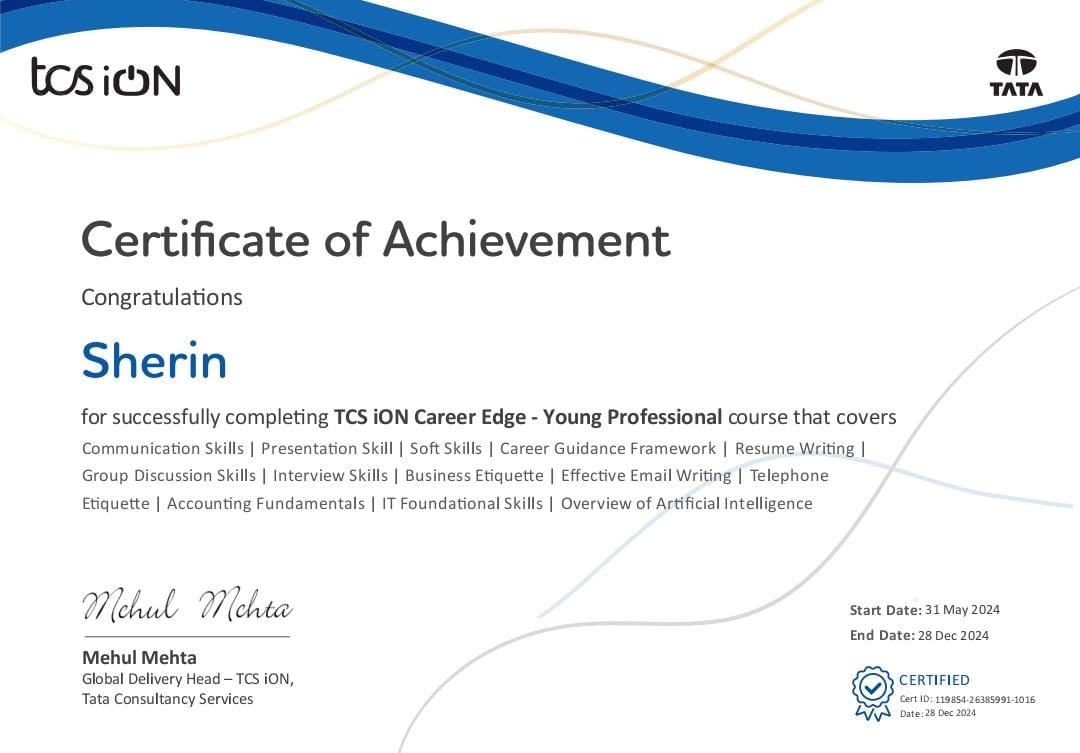 tcs iON
TATA
Certificate of Achievement
Congratulations
Sherin
for successfully completing TCS iON Career Edge - Young Professional course that covers
Communication Skills | Presentation Skill | Soft Skills | Career Guidance Framework | Resume Writing |
Group Discussion Skills | Interview Skills | Business Etiquette | Effective Email Writing | Telephone
Etiquette | Accounting Fundamentals | IT Foundational Skills | Overview of Artificial Intelligence
Mehul Mehta
Mehul Mehta
Global Delivery Head – TCS iON,
Tata Consultancy Services
Start Date: 31 May 2024
End Date: 28 Dec 2024
CERTIFIED
Cert ID: 119854-26385991-1016
Date: 28 Dec 2024